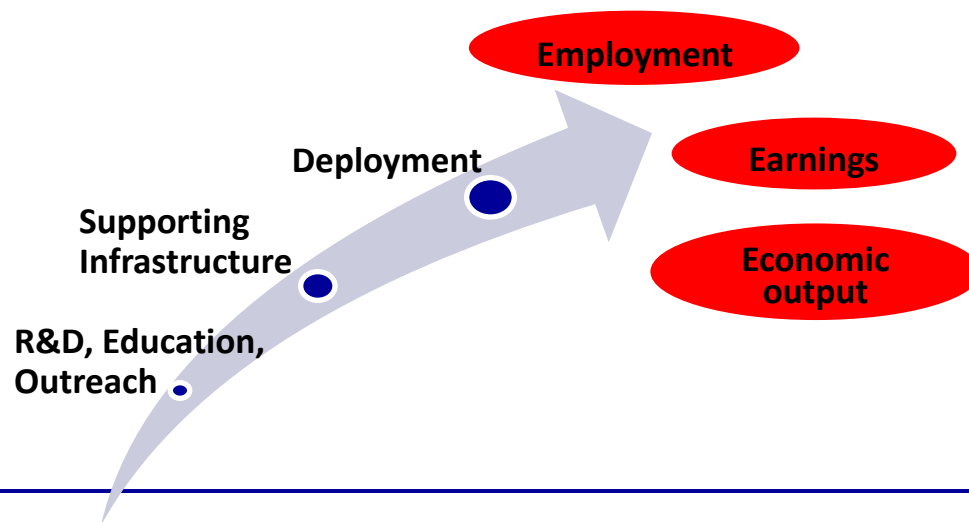 Employment
Deployment
Earnings
Supporting
Infrastructure
Economic
output
R&D, Education,
Outreach